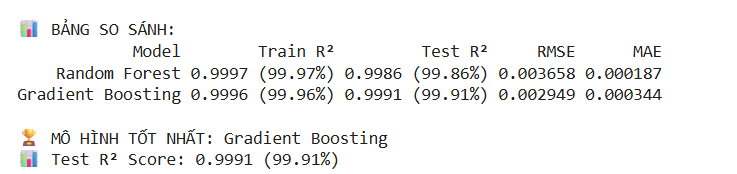 📊 BẢNG SO SÁNH:
Model Train R² Test R² RMSE MAE
Random Forest 0.9997 (99.97%) 0.9986 (99.86%) 0.003658 0.000187
Gradient Boosting 0.9996 (99.96%) 0.9991 (99.91%) 0.002949 0.000344
🏆 MÔ HÌNH TỐT NHẤT: Gradient Boosting
📊 Test R² Score: 0.9991 (99.91%)